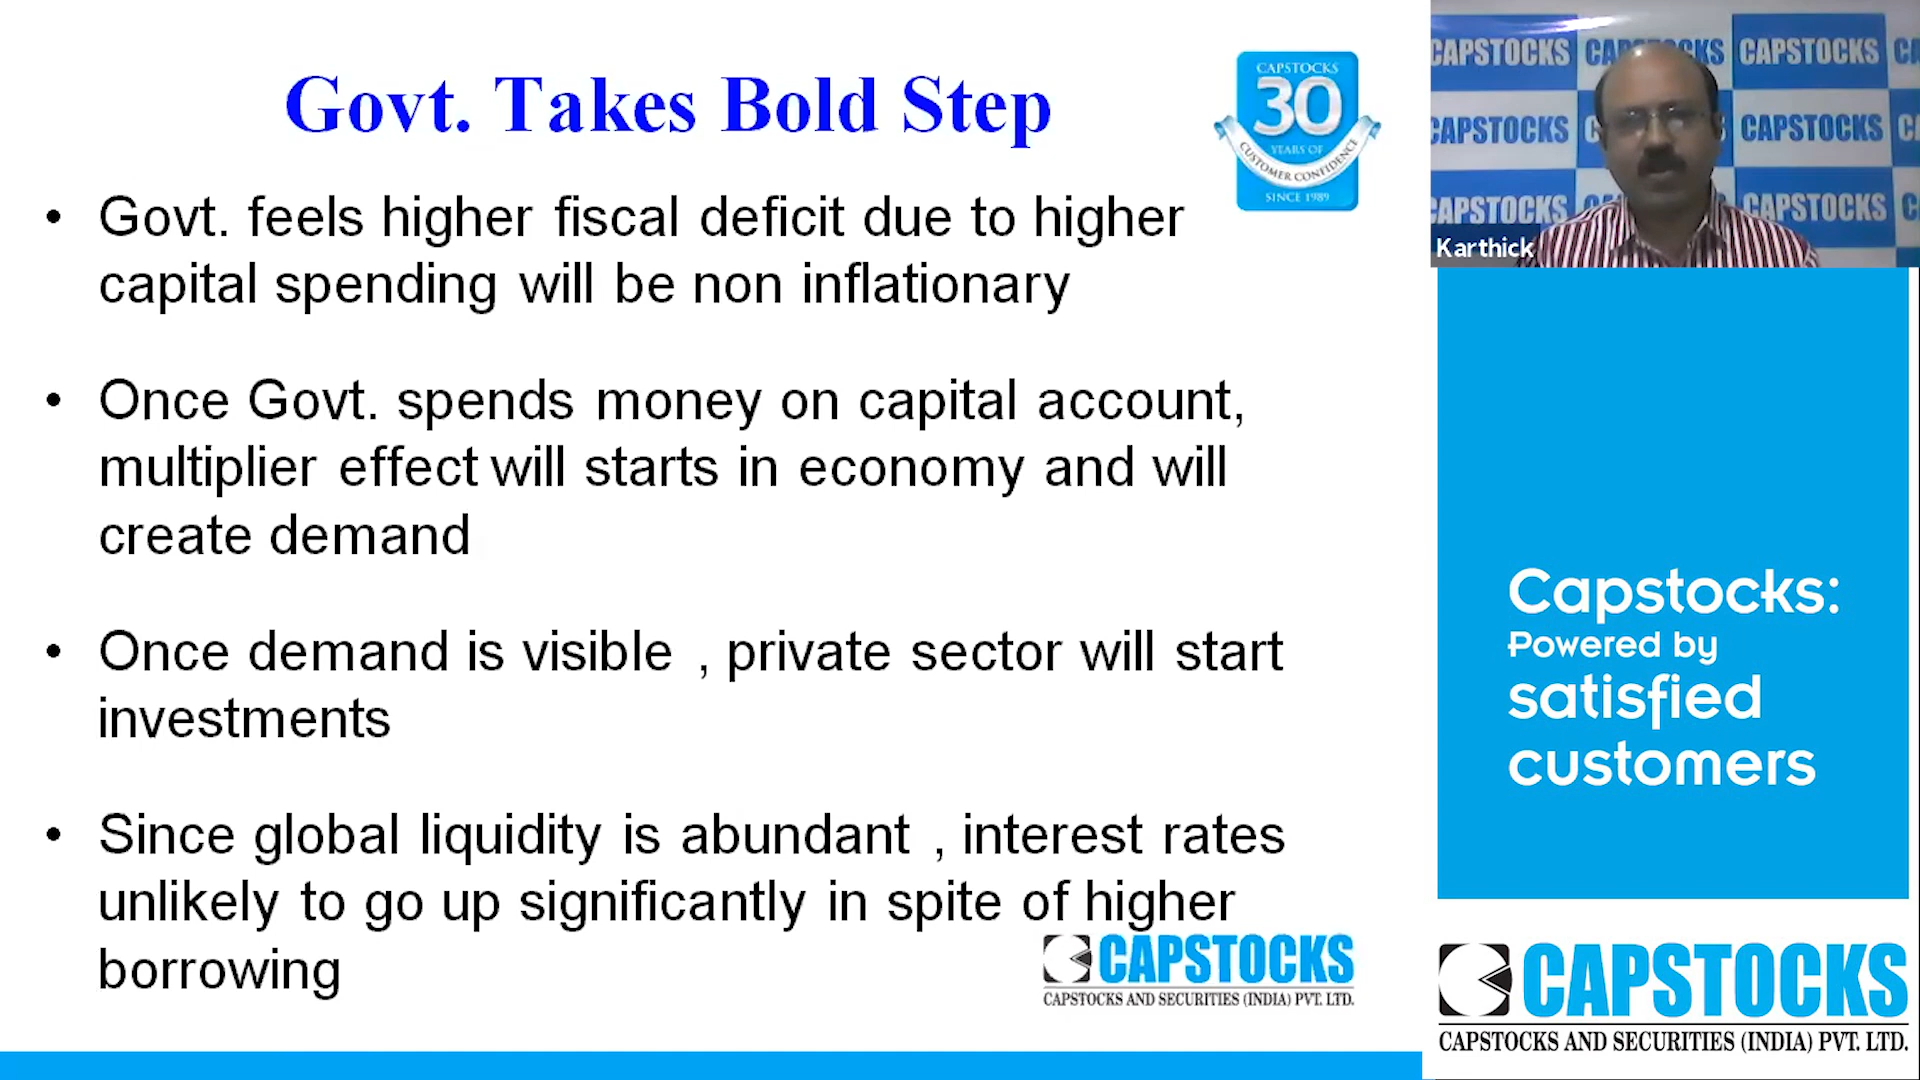 Govt. Takes Bold Step
CAPSTOCKS
30
YEARS OF
CUSTOMER CONFIDENCE
SINCE 1989
• Govt. feels higher fiscal deficit due to higher
capital spending will be non inflationary
• Once Govt. spends money on capital account,
multiplier effect will starts in economy and will
create demand
• Once demand is visible , private sector will start
investments
• Since global liquidity is abundant , interest rates
unlikely to go up significantly in spite of higher
borrowing
CAPSTOCKS
CAPSTOCKS AND SECURITIES (INDIA) PVT. LTD.
CAPSTOCKS CAPSTOCKS CAPSTOCKS
CAPSTOCKS CAPSTOCKS
CAPSTOCKS CAPSTOCKS
Karthick
Capstocks:
Powered by
satisfied
customers
CAPSTOCKS
CAPSTOCKS AND SECURITIES (INDIA) PVT. LTD.